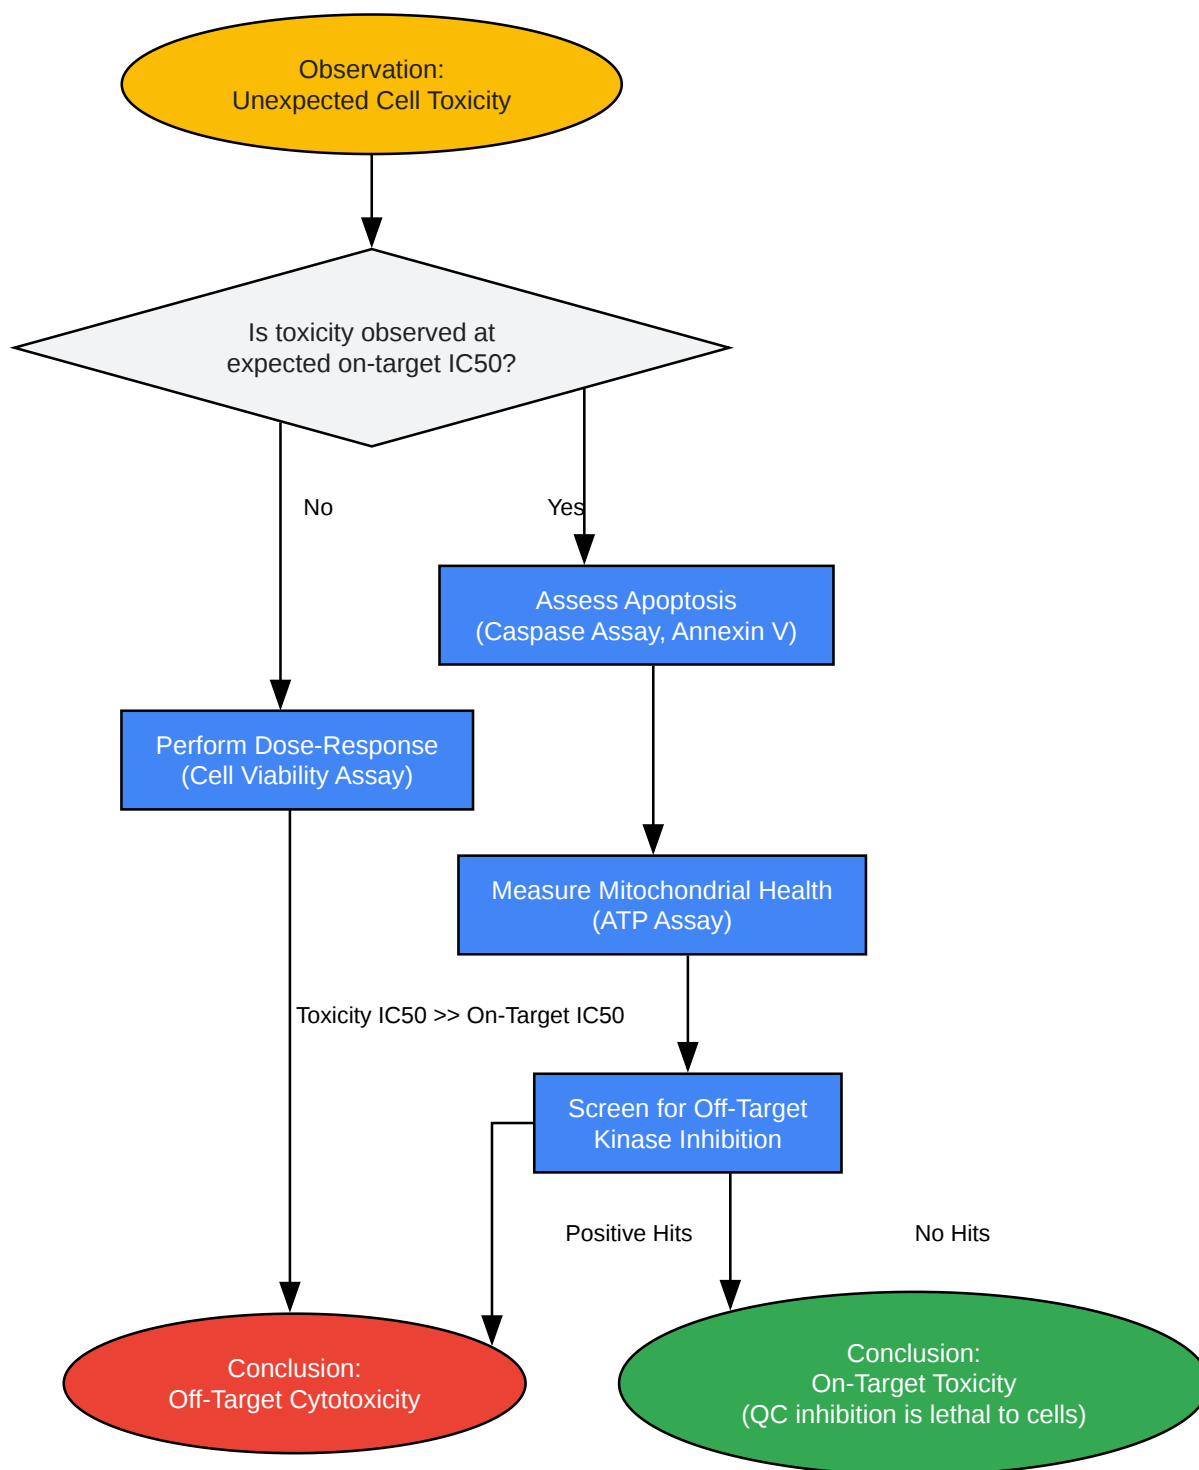 Observation:
Unexpected Cell Toxicity
Is toxicity observed at
expected on-target IC50?
No
Yes
Assess Apoptosis
(Caspase Assay, Annexin V)
Perform Dose-Response
(Cell Viability Assay)
Measure Mitochondrial Health
(ATP Assay)
Toxicity IC50 >> On-Target IC50
Screen for Off-Target
Kinase Inhibition
Positive Hits
No Hits
Conclusion:
Off-Target Cytotoxicity
Conclusion:
On-Target Toxicity
(QC inhibition is lethal to cells)